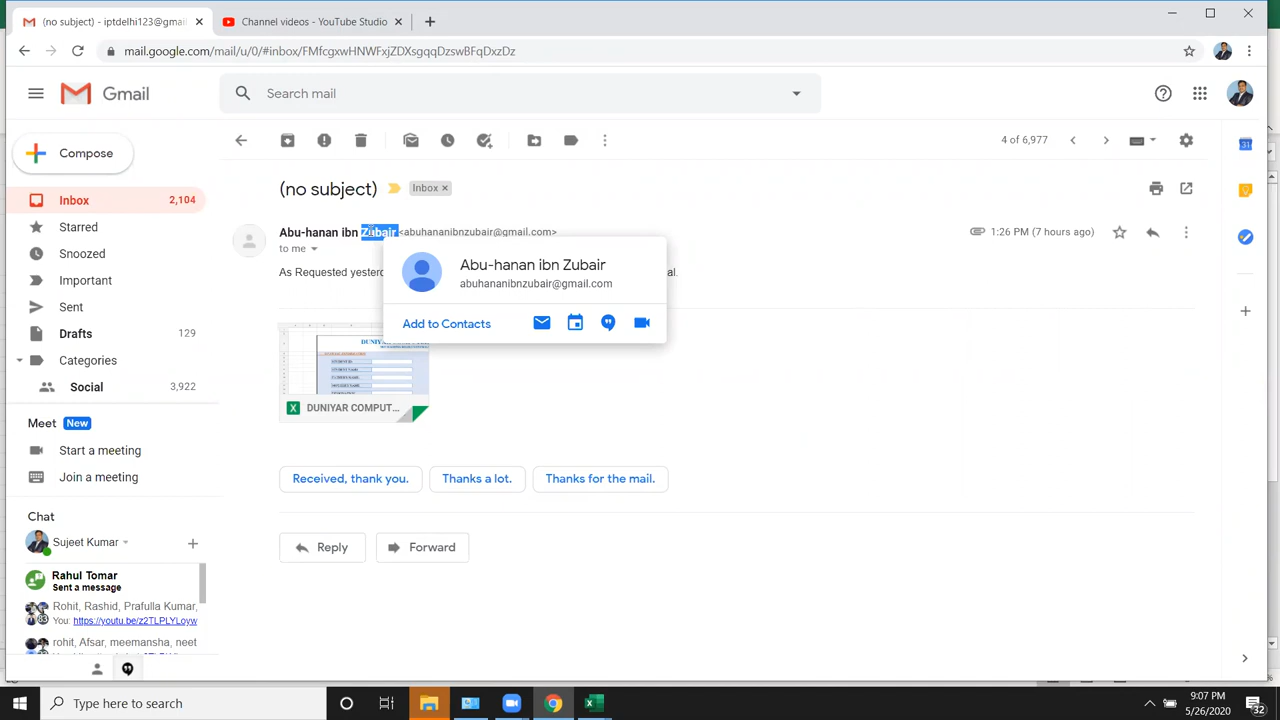 (no subject) - iptdelhi123@gmai
Channel videos - YouTube Studio
mail.google.com/mail/u/0/#inbox/FMfcgxwHNWFxjZDXsgqqDzswBFqDxzDz
Gmail
Search mail
Compose
4 of 6,977
31
Inbox 2,104
Starred
Snoozed
Important
Sent
Drafts 129
Categories
Social 3,922
Meet New
Start a meeting
Join a meeting
Chat
Sujeet Kumar
Rahul Tomar
Sent a message
Rohit, Rashid, Prafulla Kumar,
You: https://youtu.be/z2TLPLYLoyw
rohit, Afsar, meemansha, neet
(no subject) Inbox
Abu-hanan ibn Zubair <abuhananibnzubair@gmail.com> 1:26 PM (7 hours ago)
to me
As Requested yesterd al.
Abu-hanan ibn Zubair
abuhananibnzubair@gmail.com
Add to Contacts
DUNIYAR COMPUT...
Received, thank you. Thanks a lot. Thanks for the mail.
Reply Forward
Type here to search
9:07 PM
5/26/2020
32